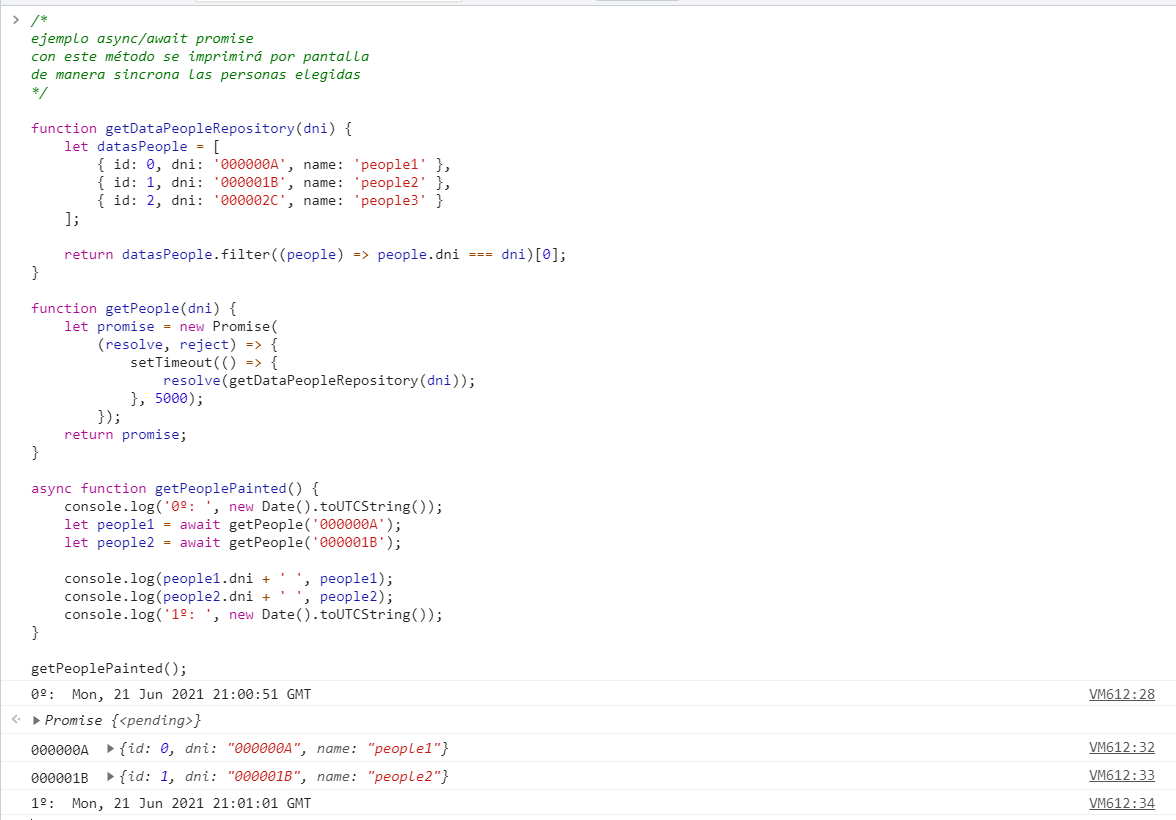 > /*
ejemplo async/await promise
con este método se imprimirá por pantalla
de manera sincrona las personas elegidas
*/
function getDataPeopleRepository(dni) {
let datasPeople = [
{ id: 0, dni: '000000A', name: 'people1' },
{ id: 1, dni: '000001B', name: 'people2' },
{ id: 2, dni: '000002C', name: 'people3' }
];
return datasPeople.filter((people) => people.dni === dni)[0];
}
function getPeople(dni) {
let promise = new Promise(
(resolve, reject) => {
setTimeout(() => {
resolve(getDataPeopleRepository(dni));
}, 5000);
});
return promise;
}
async function getPeoplePainted() {
console.log('0º: ', new Date().toUTCString());
let people1 = await getPeople('000000A');
let people2 = await getPeople('000001B');
console.log(people1.dni + ' ', people1);
console.log(people2.dni + ' ', people2);
console.log('1º: ', new Date().toUTCString());
}
getPeoplePainted();
0º: Mon, 21 Jun 2021 21:00:51 GMT VM612:28
Promise {<pending>}
000000A {id: 0, dni: "000000A", name: "people1"} VM612:32
000001B {id: 1, dni: "000001B", name: "people2"} VM612:33
1º: Mon, 21 Jun 2021 21:01:01 GMT VM612:34